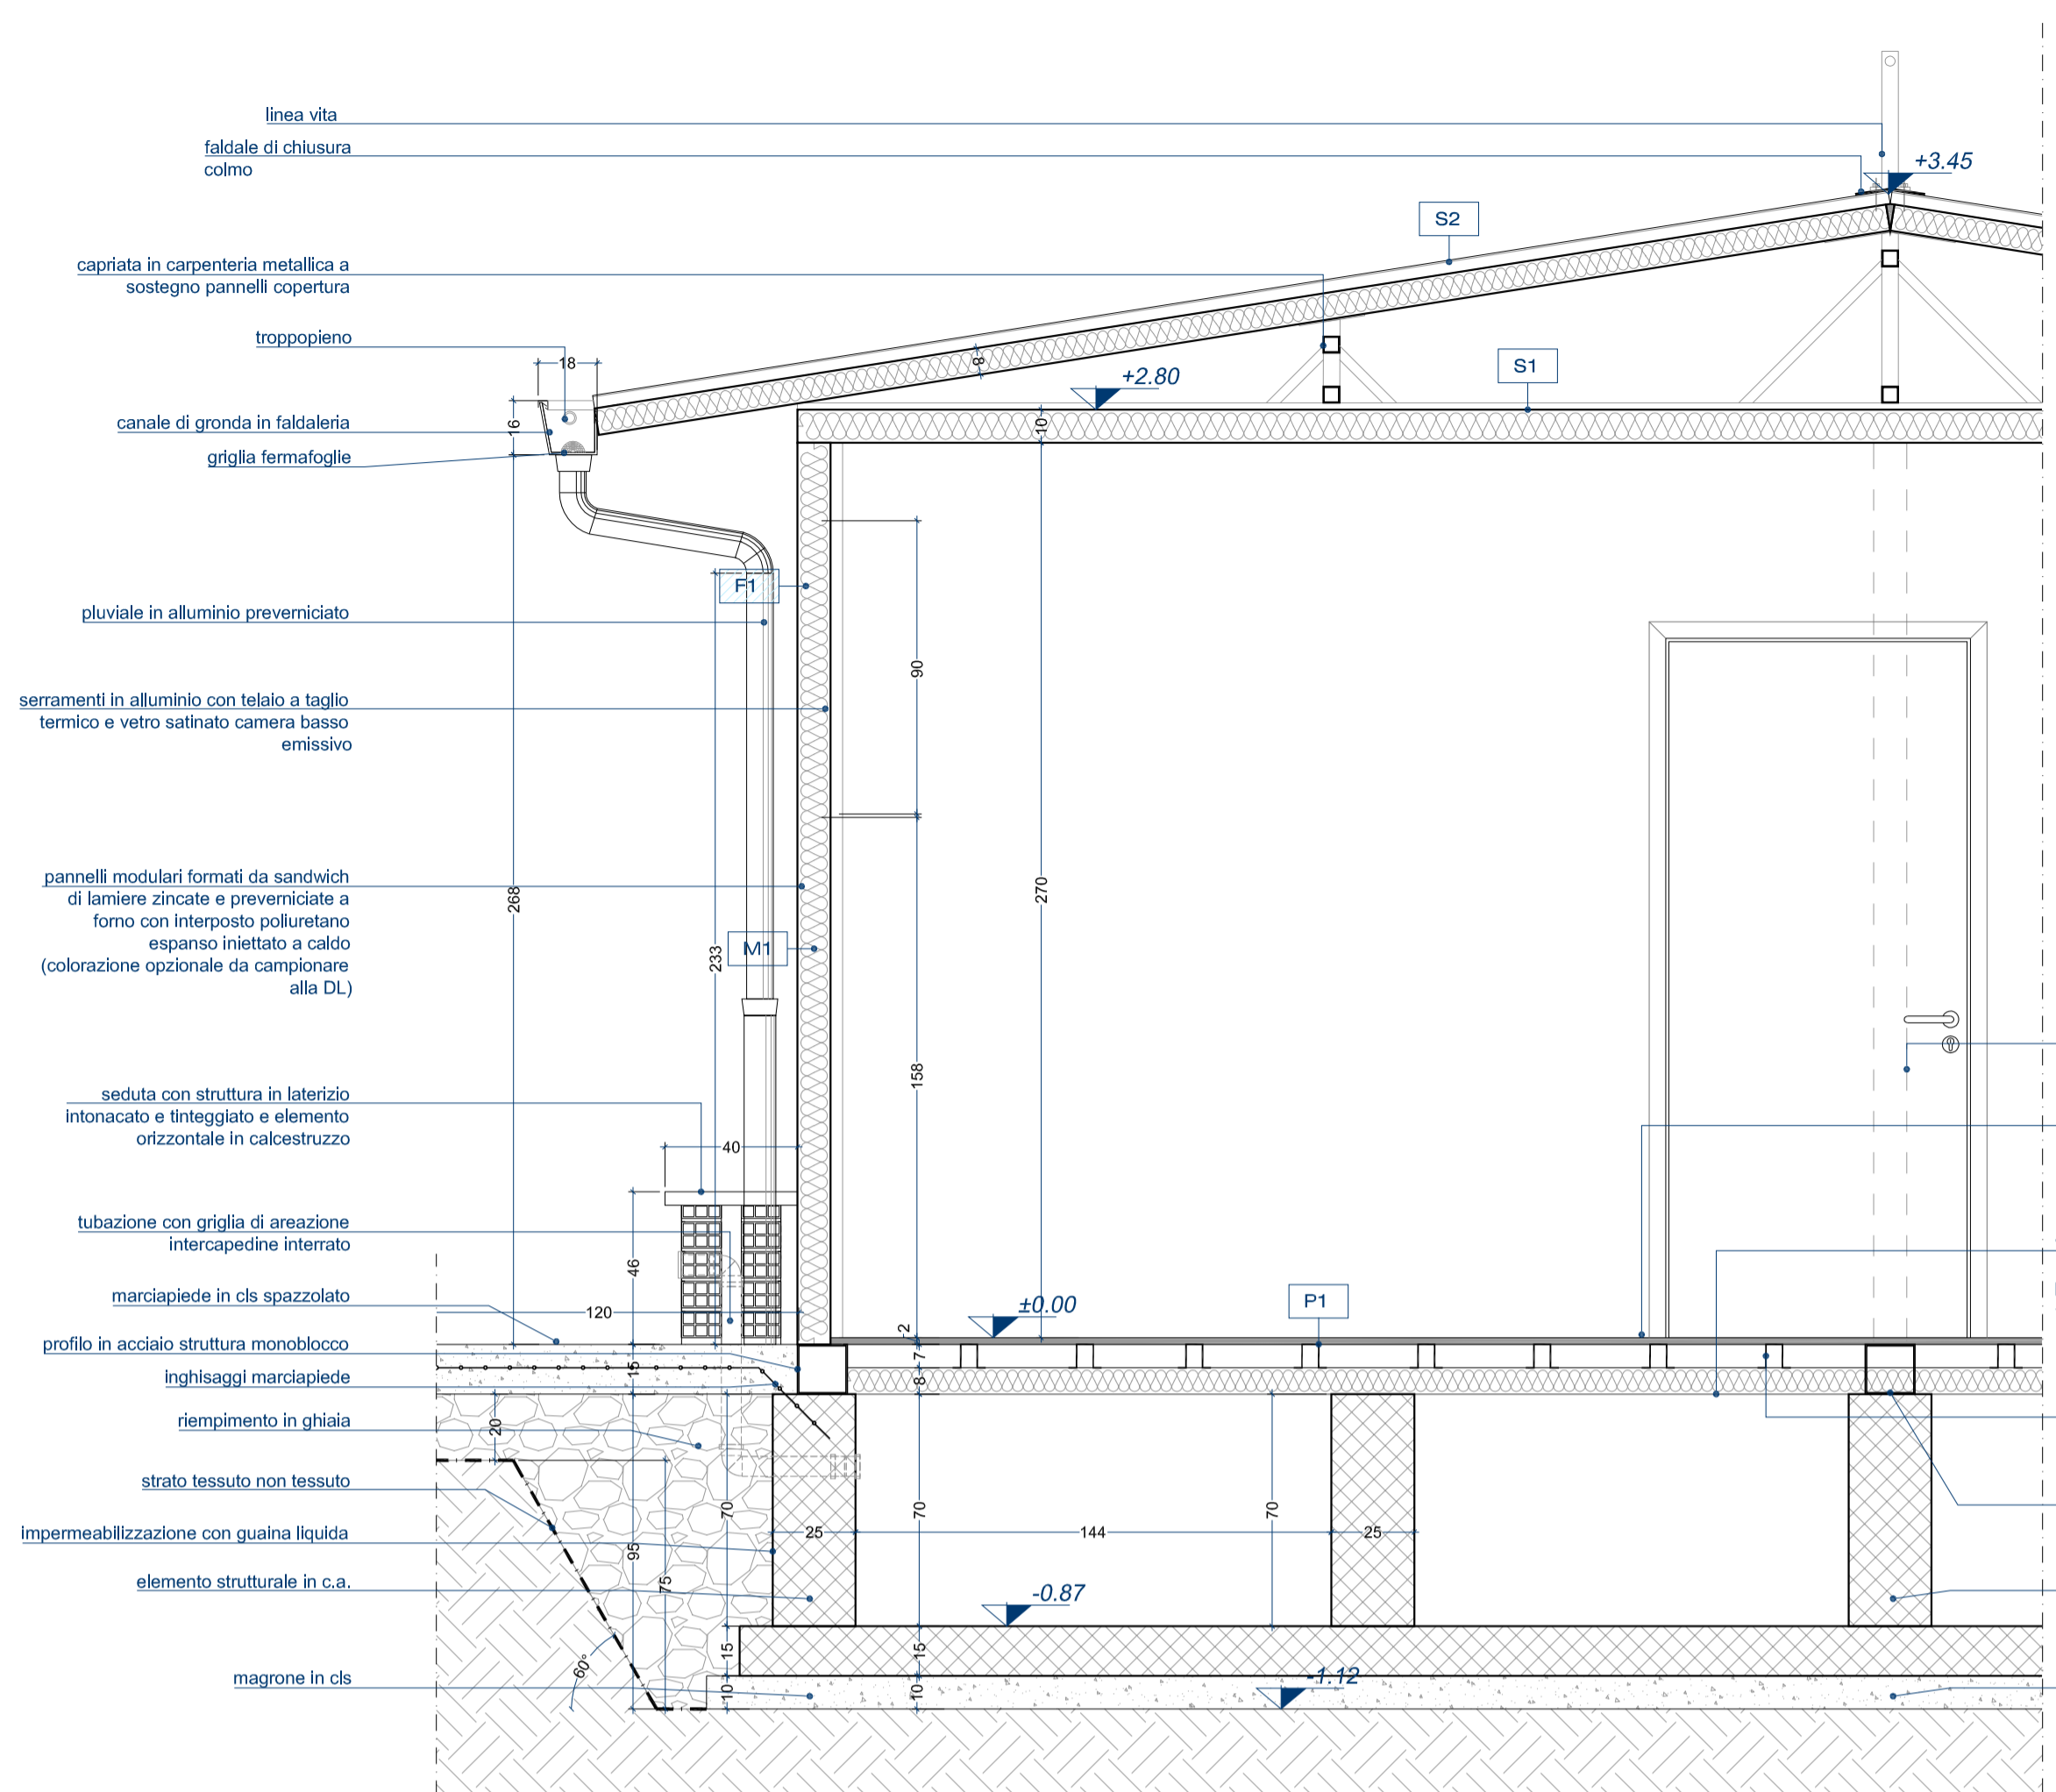 linea vita
faldale di chiusura
colmo
+3.45
S2
capriata in carpenteria metallica a
sostegno pannelli copertura
troppopieno
18
8
S1
+2.80
canale di gronda in faldaleria
16
10
griglia fermafoglie
F1
pluviale in alluminio preverniciato
90
serramenti in alluminio con telaio a taglio
termico e vetro satinato camera basso
emissivo
pannelli modulari formati da sandwich
di lamiere zincate e preverniciate a
forno con interposto poliuretano
espanso iniettato a caldo
(colorazione opzionale da campionare
alla DL)
268
270
M1
233
158
seduta con struttura in laterizio
intonacato e tinteggiato e elemento
orizzontale in calcestruzzo
40
tubazione con griglia di areazione
intercapedine interrato
46
marciapiede in cls spazzolato
120
±0.00
P1
2
profilo in acciaio struttura monoblocco
15
7
inghisaggi marciapiede
8
riempimento in ghiaia
20
strato tessuto non tessuto
70
70
70
impermeabilizzazione con guaina liquida
25
144
25
95
75
elemento strutturale in c.a.
-0.87
15
15
60°
magrone in cls
10
10
-1.12